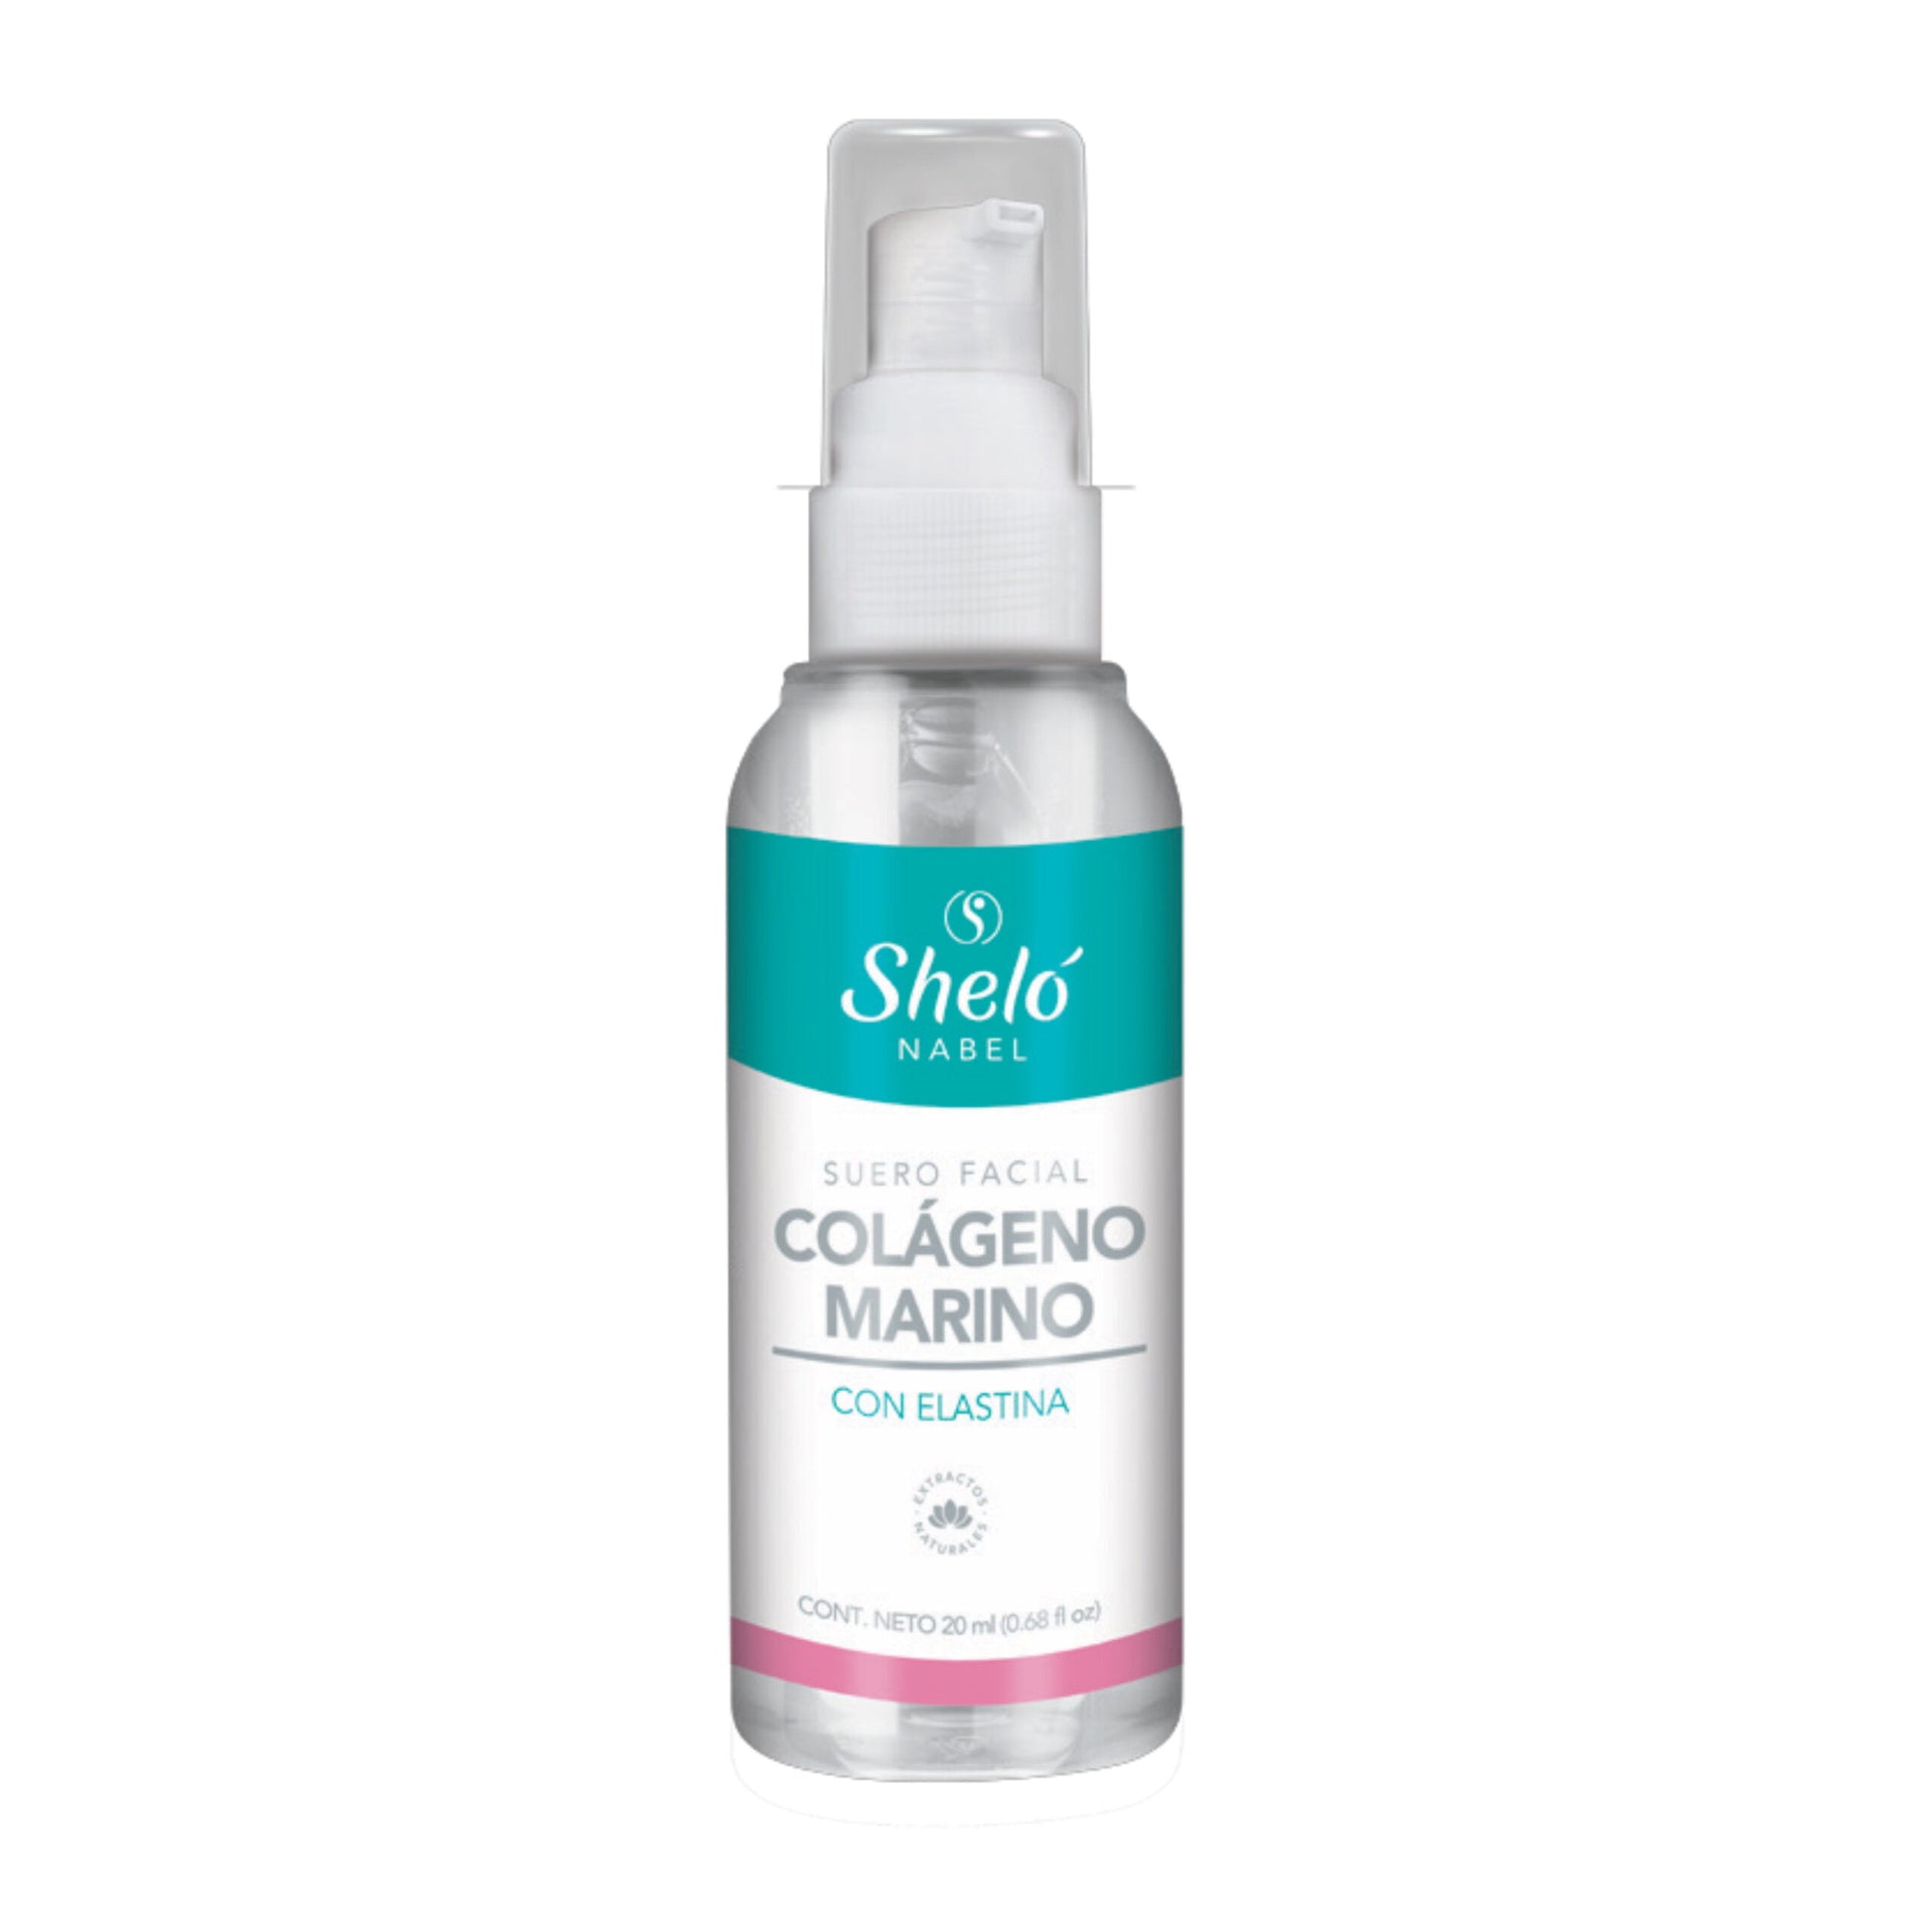 Sheló
NABEL
SUERO FACIAL
COLÁGENO
MARINO
CON ELASTINA
EXTRACTOS
NATURALES
CONT. NETO 20 ml (0.68 fl oz)